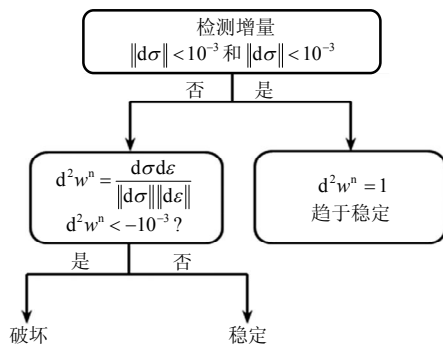 检测增量
||dσ||<10⁻³ 和 ||dσ||<10⁻³
否 是
d²wⁿ = dσdε / ||dσ|| ||dε||
d²wⁿ < −10⁻³ ?
d²wⁿ = 1
趋于稳定
是 否
破坏 稳定